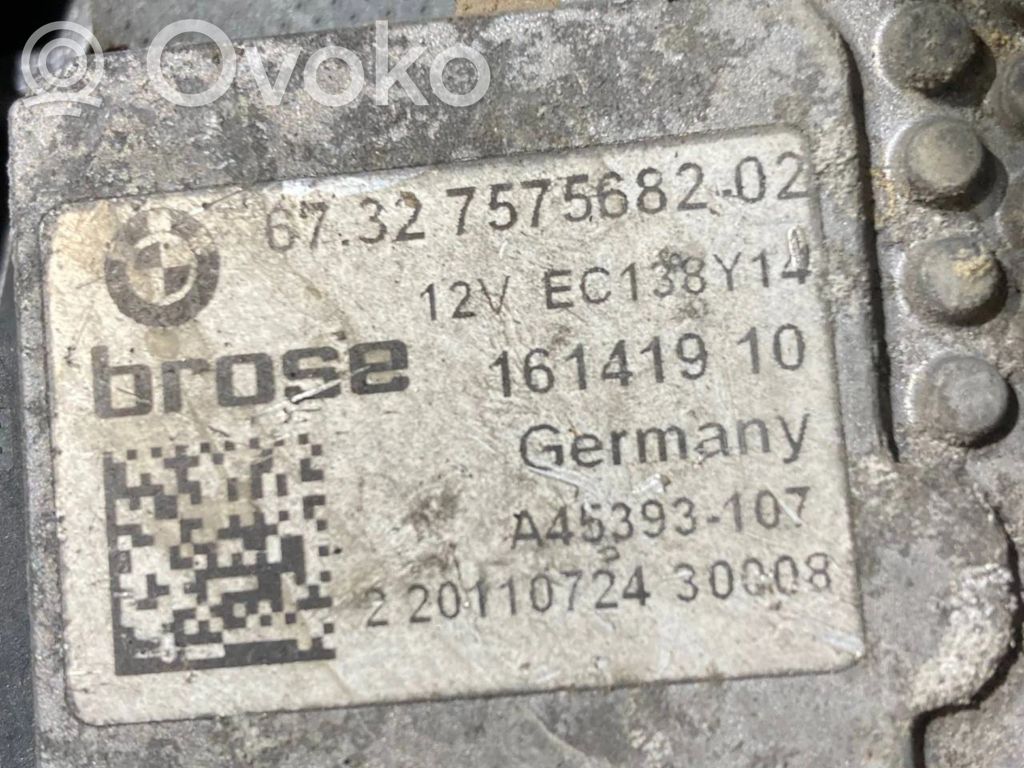 Ovoko
67.32 7575682-02
12V EC138Y14
brose
161419 10
Germany
A45393-107
2 20110724 30008